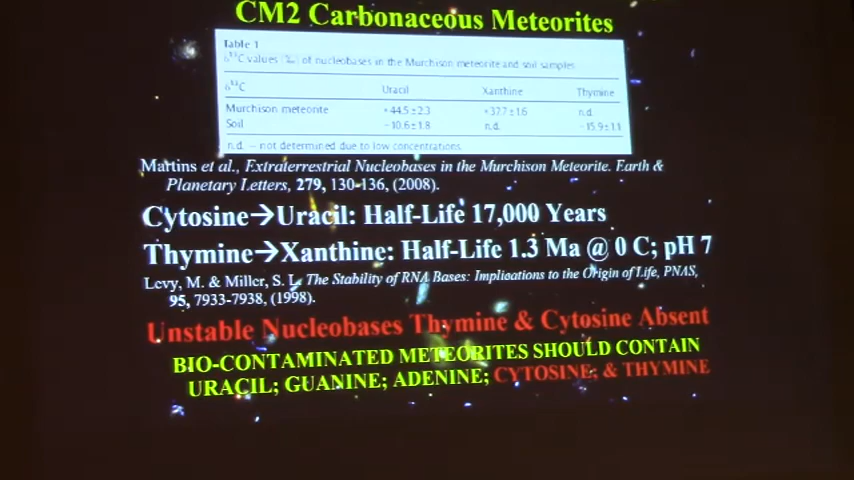 CM2 Carbonaceous Meteorites
Table 1
δ¹³C values (‰) of nucleobases in the Murchison meteorite and soil samples
δ¹³C Uracil Xanthine Thymine
Murchison meteorite +44.5±2.3 +37.7±1.6 n.d.
Soil −10.6±1.8 n.d. −15.9±1.1
n.d. – not determined due to low concentrations.
Martins et al., Extraterrestrial Nucleobases in the Murchison Meteorite. Earth &
Planetary Letters, 279, 130-136, (2008).
Cytosine→Uracil: Half-Life 17,000 Years
Thymine→Xanthine: Half-Life 1.3 Ma @ 0 C; pH 7
Levy, M. & Miller, S. L. The Stability of RNA Bases: Implications to the Origin of Life, PNAS,
95, 7933-7938, (1998).
Unstable Nucleobases Thymine & Cytosine Absent
BIO-CONTAMINATED METEORITES SHOULD CONTAIN
URACIL; GUANINE; ADENINE; CYTOSINE; & THYMINE